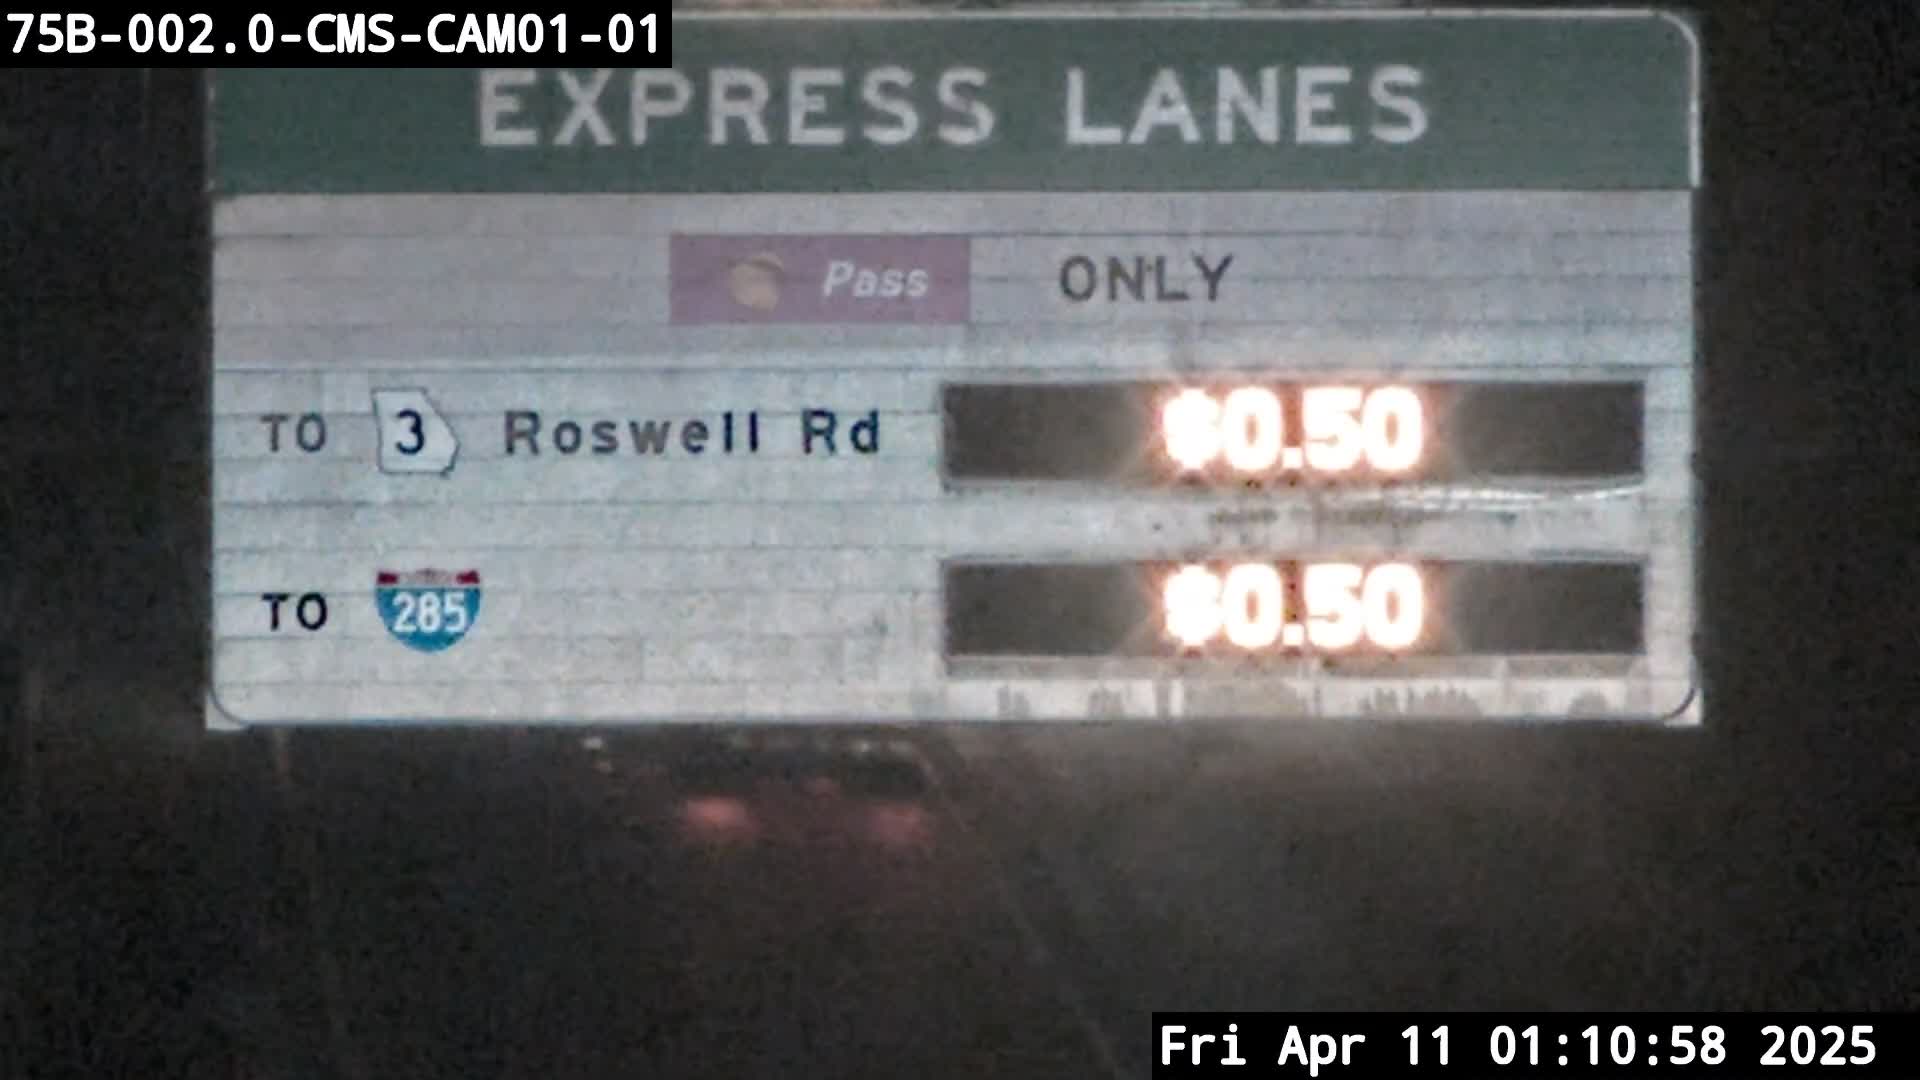 75B-002.0-CMS-CAM01-01
EXPRESS LANES
Pass ONLY
TO 3 Roswell Rd $0.50
TO 285 $0.50
Fri Apr 11 01:10:58 2025